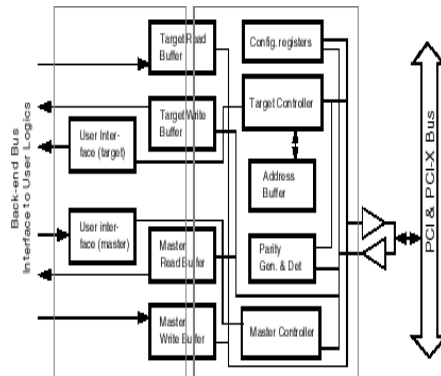 Target Read
Buffer
Config. registers
Target Write
Buffer
Target Controller
User Inter-
face (target)
Address
Buffer
User interface
face (master)
Master
Read Buffer
Parity
Gen. & Det
Master
Write Buffer
Master Controller
Back-end Bus
Interface to User Logics
PCI & PCI-X Bus